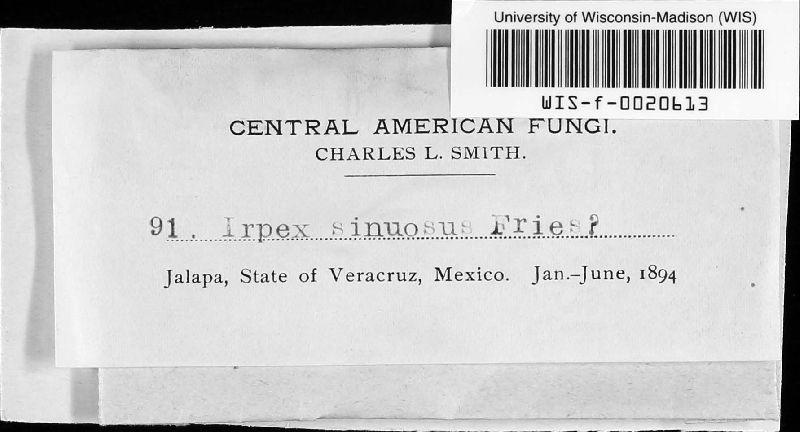 University of Wisconsin-Madison (WIS)
WIS-f-0020613
CENTRAL AMERICAN FUNGI.
CHARLES L. SMITH.
91. Irpex sinuosus Fries?
Jalapa, State of Veracruz, Mexico. Jan.-June, 1894